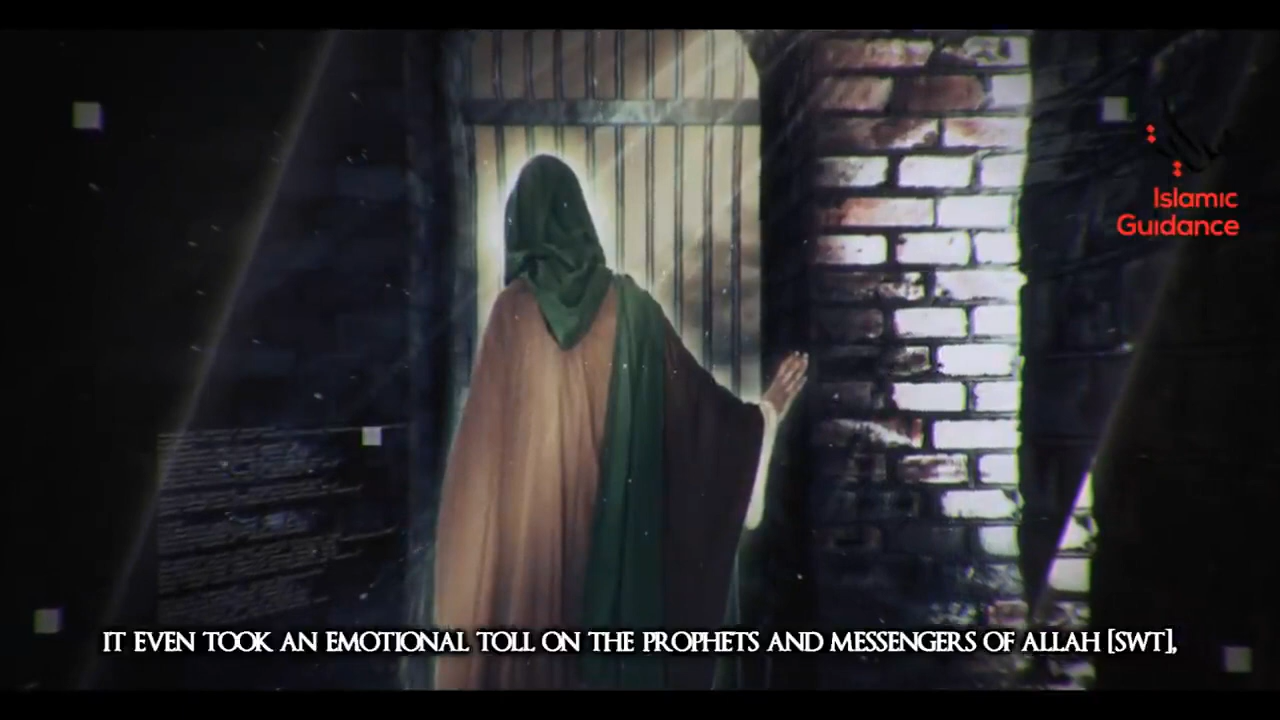 Islamic
Guidance
IT EVEN TOOK AN EMOTIONAL TOLL ON THE PROPHETS AND MESSENGERS OF ALLAH [SWT],